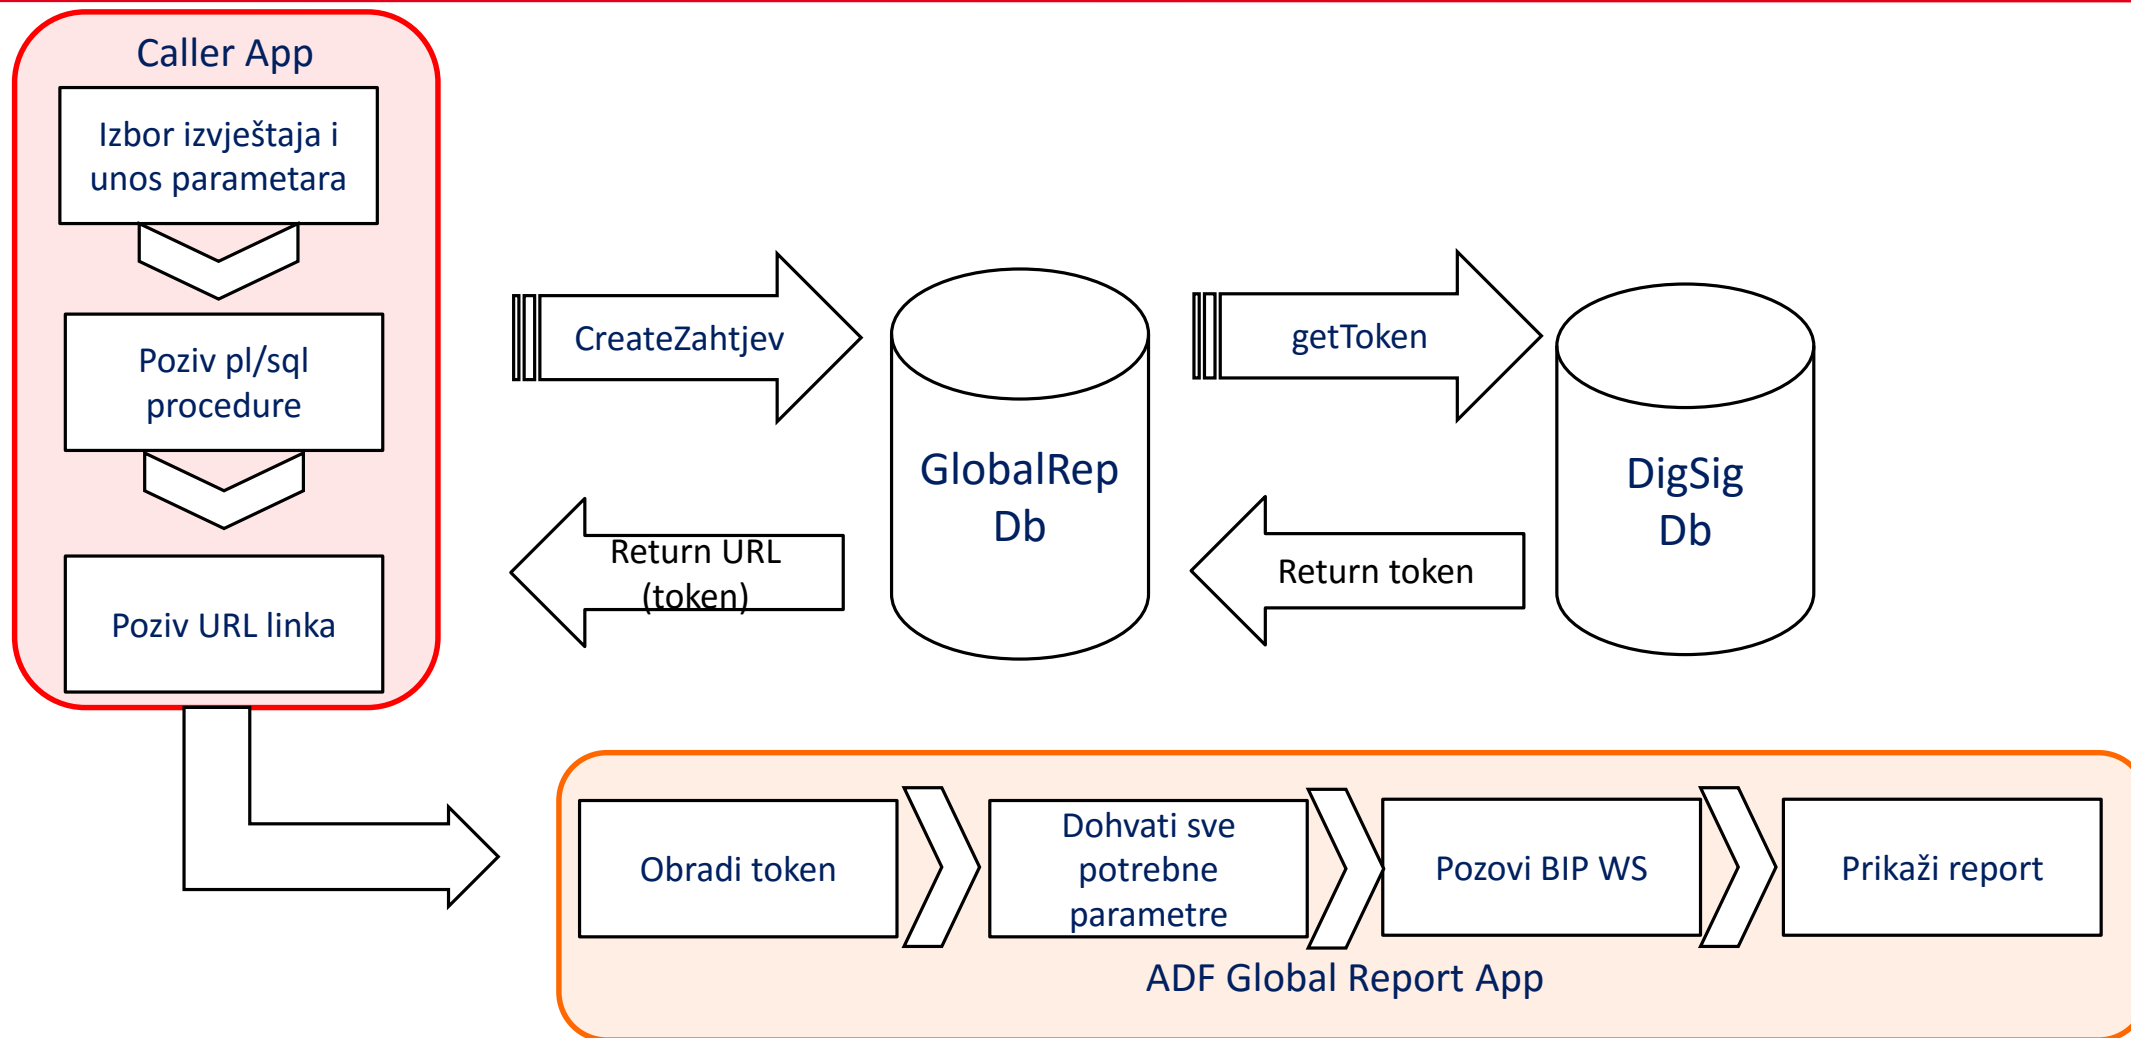 Caller App
Izbor izvještaja i
unos parametara
Poziv pl/sql
procedure
Poziv URL linka
CreateZahtjev
GlobalRep
Db
getToken
DigSig
Db
Return URL
(token)
Return token
Obradi token
Dohvati sve
potrebne
parametre
Pozovi BIP WS
Prikaži report
ADF Global Report App